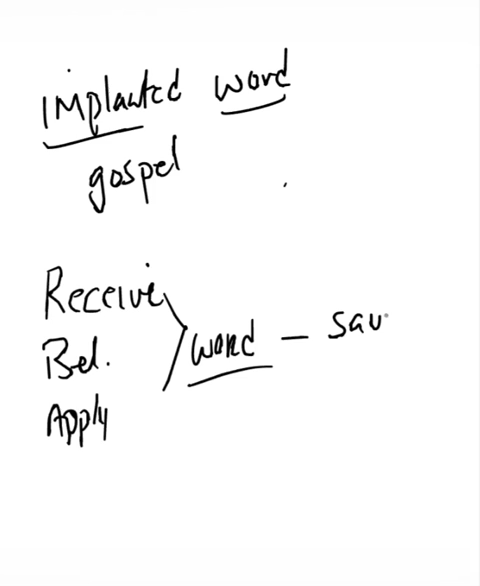 implanted word
gospel
Receive
Bel.
Apply
word — sav